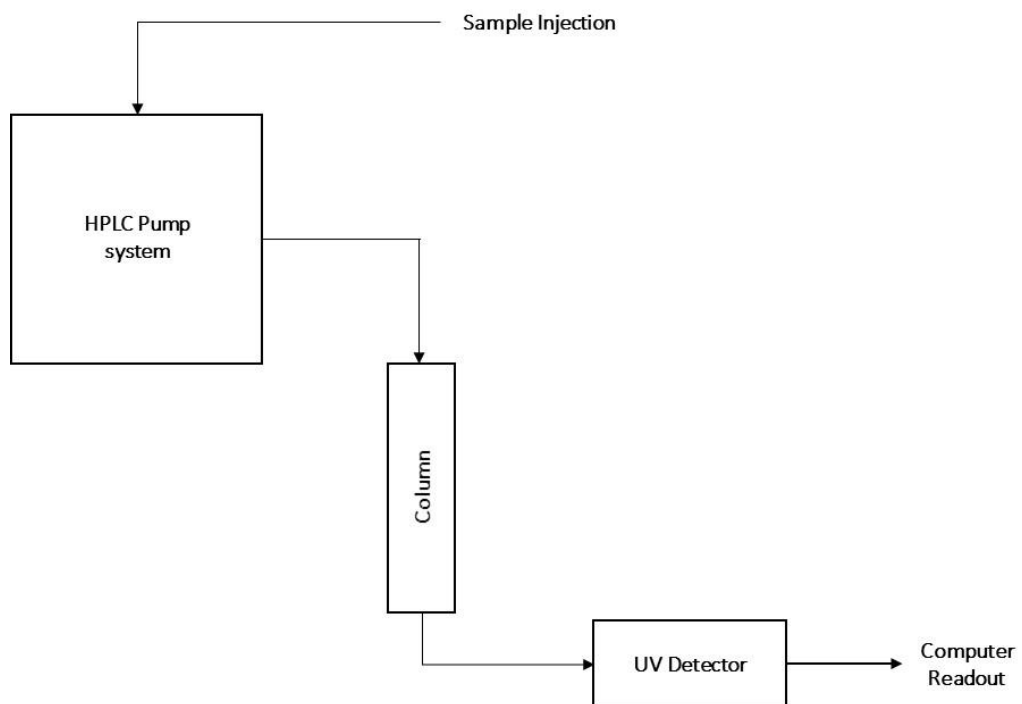 Sample Injection
HPLC Pump
system
Column
UV Detector
Computer
Readout